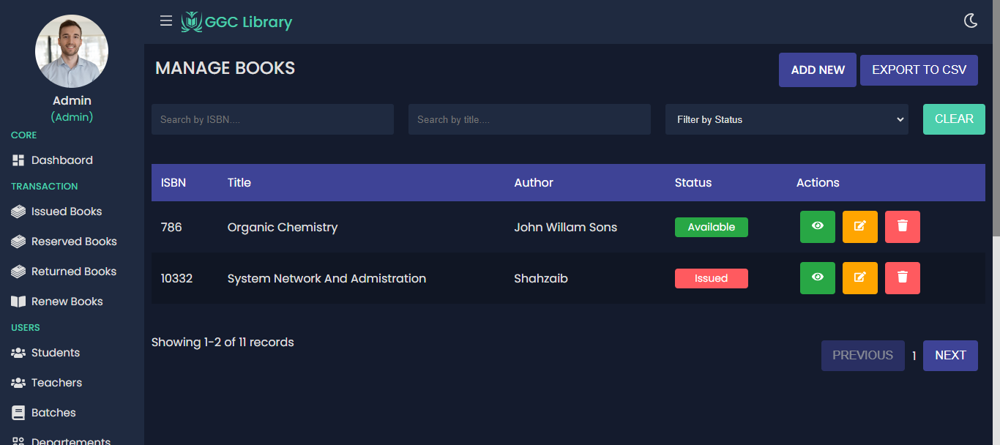 GGC Library
Admin
(Admin)
CORE
Dashbaord
TRANSACTION
Issued Books
Reserved Books
Returned Books
Renew Books
USERS
Students
Teachers
Batches
Departements
MANAGE BOOKS
ADD NEW EXPORT TO CSV
Search by ISBN.... Search by title.... Filter by Status CLEAR
ISBN Title Author Status Actions
786 Organic Chemistry John Willam Sons Available
10332 System Network And Admistration Shahzaib Issued
Showing 1-2 of 11 records
PREVIOUS 1 NEXT